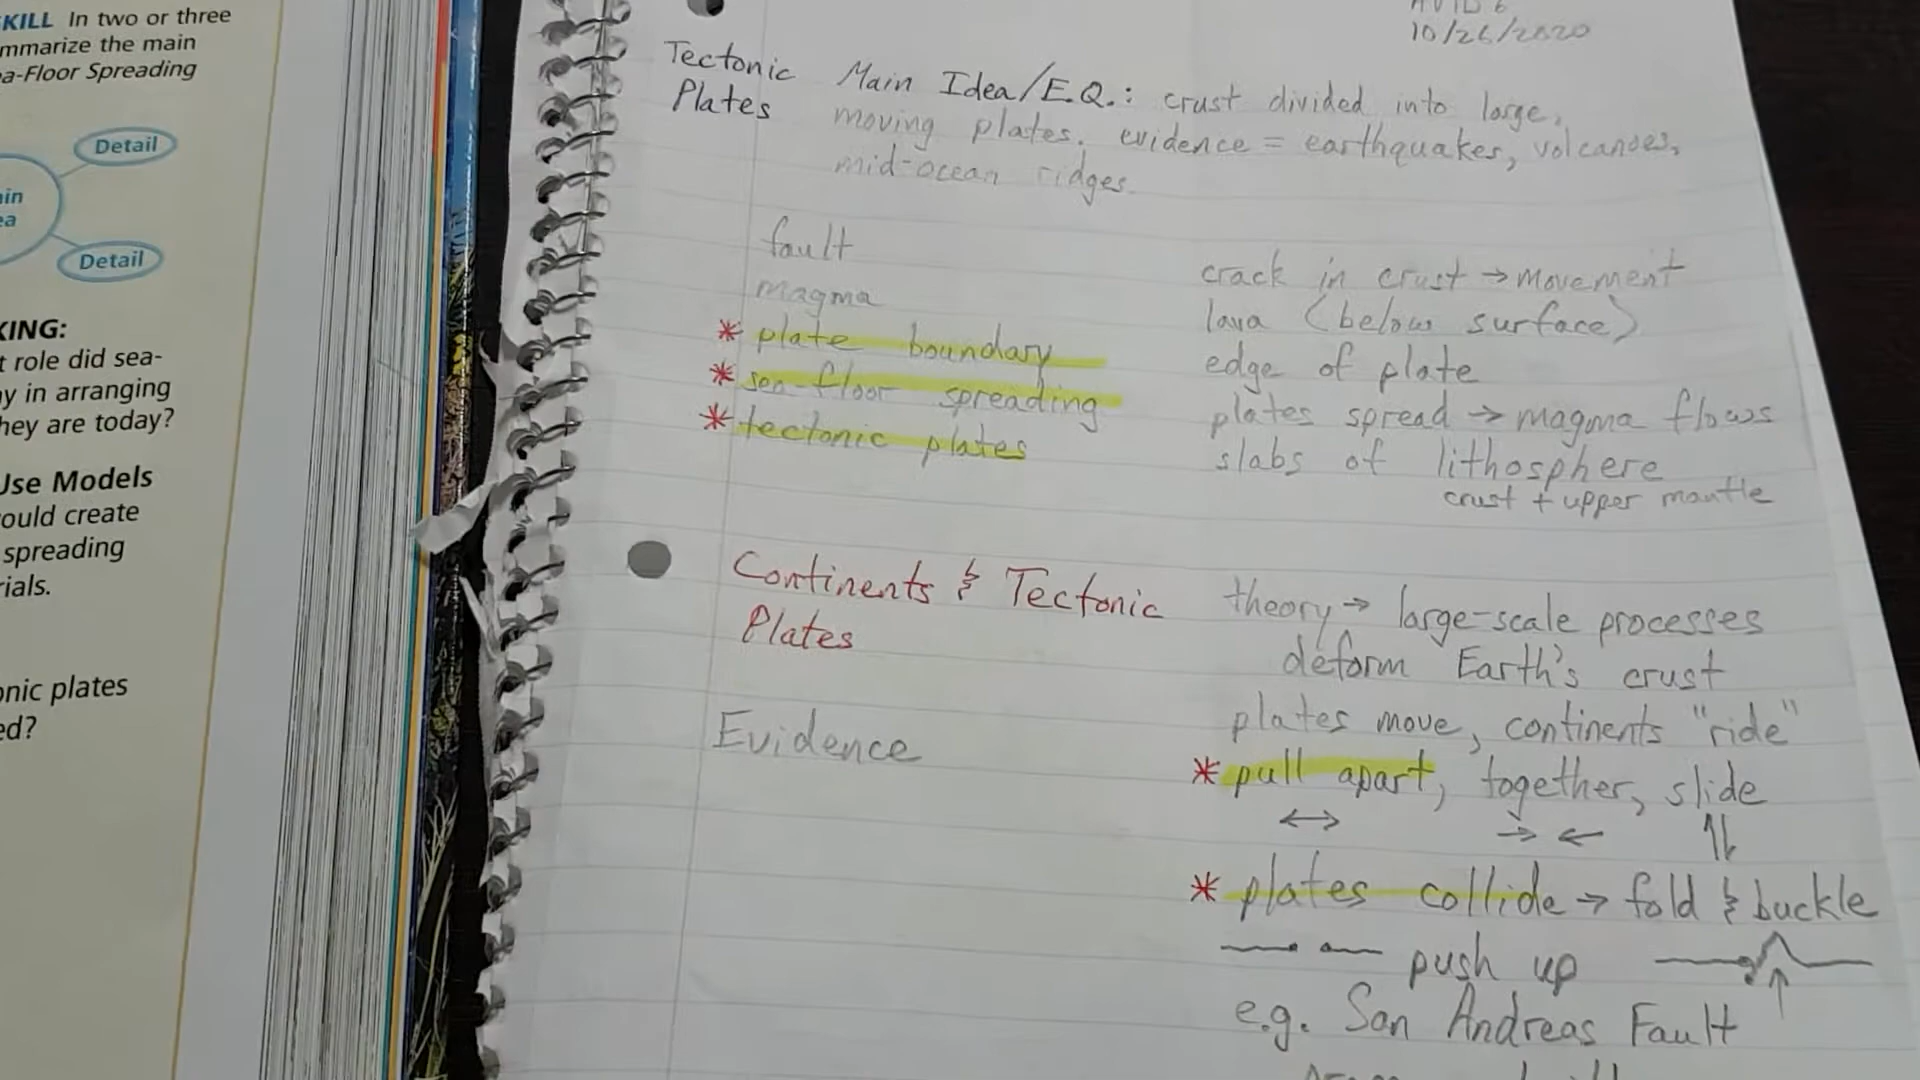 SKILL In two or three
mmarize the main
a-Floor Spreading
Detail
ain
ea
Detail
KING:
t role did sea-
y in arranging
hey are today?
Use Models
ould create
spreading
rials.
onic plates
ed?
10/26/2020
Tectonic
Plates
Main Idea/E.Q.: crust divided into large,
moving plates. evidence = earthquakes, volcanoes,
mid-ocean ridges.
fault crack in crust → movement
magma lava (below surface)
* plate boundary edge of plate
* sea-floor spreading plates spread → magma flows
* tectonic plates slabs of lithosphere
crust + upper mantle
Continents & Tectonic
Plates
theory → large-scale processes
deform Earth's crust
Evidence
plates move, continents "ride"
* pull apart, together, slide
* plates collide → fold & buckle
push up
e.g. San Andreas Fault